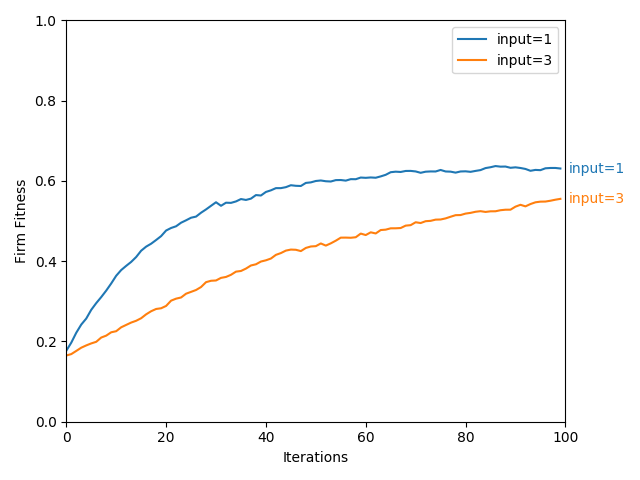 1.0
0.8
0.6
0.4
0.2
0.0
Firm Fitness
input=1
input=3
input=1
input=3
0 20 40 60 80 100
Iterations